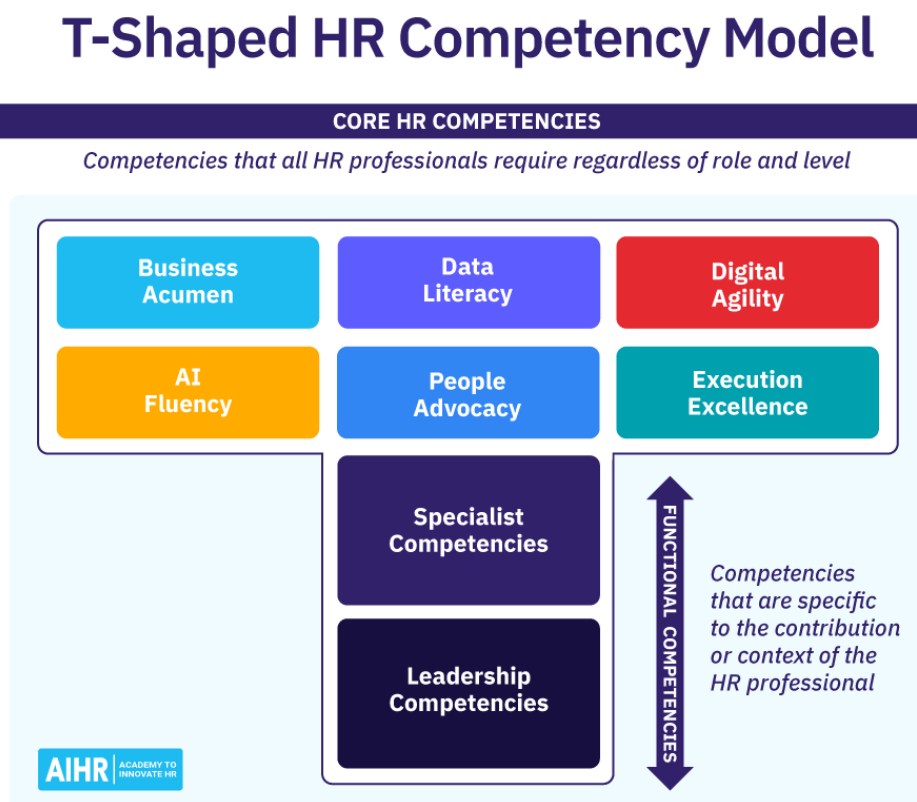 T-Shaped HR Competency Model
CORE HR COMPETENCIES
Competencies that all HR professionals require regardless of role and level
Business
Acumen
Data
Literacy
Digital
Agility
AI
Fluency
People
Advocacy
Execution
Excellence
Specialist
Competencies
Leadership
Competencies
FUNCTIONAL COMPETENCIES
Competencies
that are specific
to the contribution
or context of the
HR professional
AIHR
ACADEMY TO
INNOVATE HR